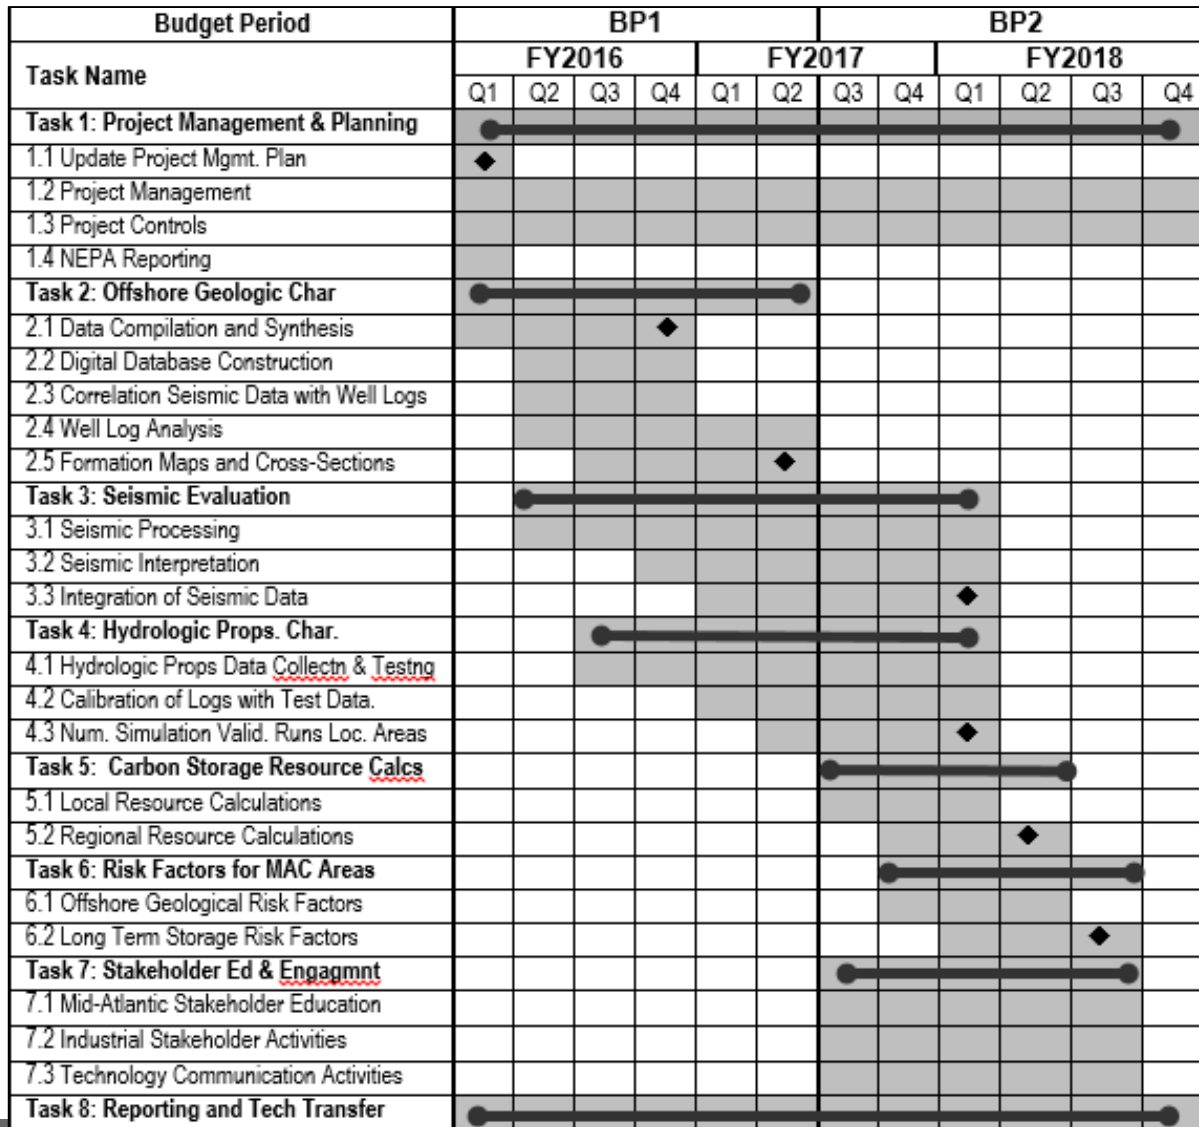 Budget Period BP1 BP2
Task Name FY2016 FY2017 FY2018
Q1 Q2 Q3 Q4 Q1 Q2 Q3 Q4 Q1 Q2 Q3 Q4
Task 1: Project Management & Planning
1.1 Update Project Mgmt. Plan
1.2 Project Management
1.3 Project Controls
1.4 NEPA Reporting
Task 2: Offshore Geologic Char
2.1 Data Compilation and Synthesis
2.2 Digital Database Construction
2.3 Correlation Seismic Data with Well Logs
2.4 Well Log Analysis
2.5 Formation Maps and Cross-Sections
Task 3: Seismic Evaluation
3.1 Seismic Processing
3.2 Seismic Interpretation
3.3 Integration of Seismic Data
Task 4: Hydrologic Props. Char.
4.1 Hydrologic Props Data Collectn & Testng
4.2 Calibration of Logs with Test Data.
4.3 Num. Simulation Valid. Runs Loc. Areas
Task 5: Carbon Storage Resource Calcs
5.1 Local Resource Calculations
5.2 Regional Resource Calculations
Task 6: Risk Factors for MAC Areas
6.1 Offshore Geological Risk Factors
6.2 Long Term Storage Risk Factors
Task 7: Stakeholder Ed & Engagmnt
7.1 Mid-Atlantic Stakeholder Education
7.2 Industrial Stakeholder Activities
7.3 Technology Communication Activities
Task 8: Reporting and Tech Transfer